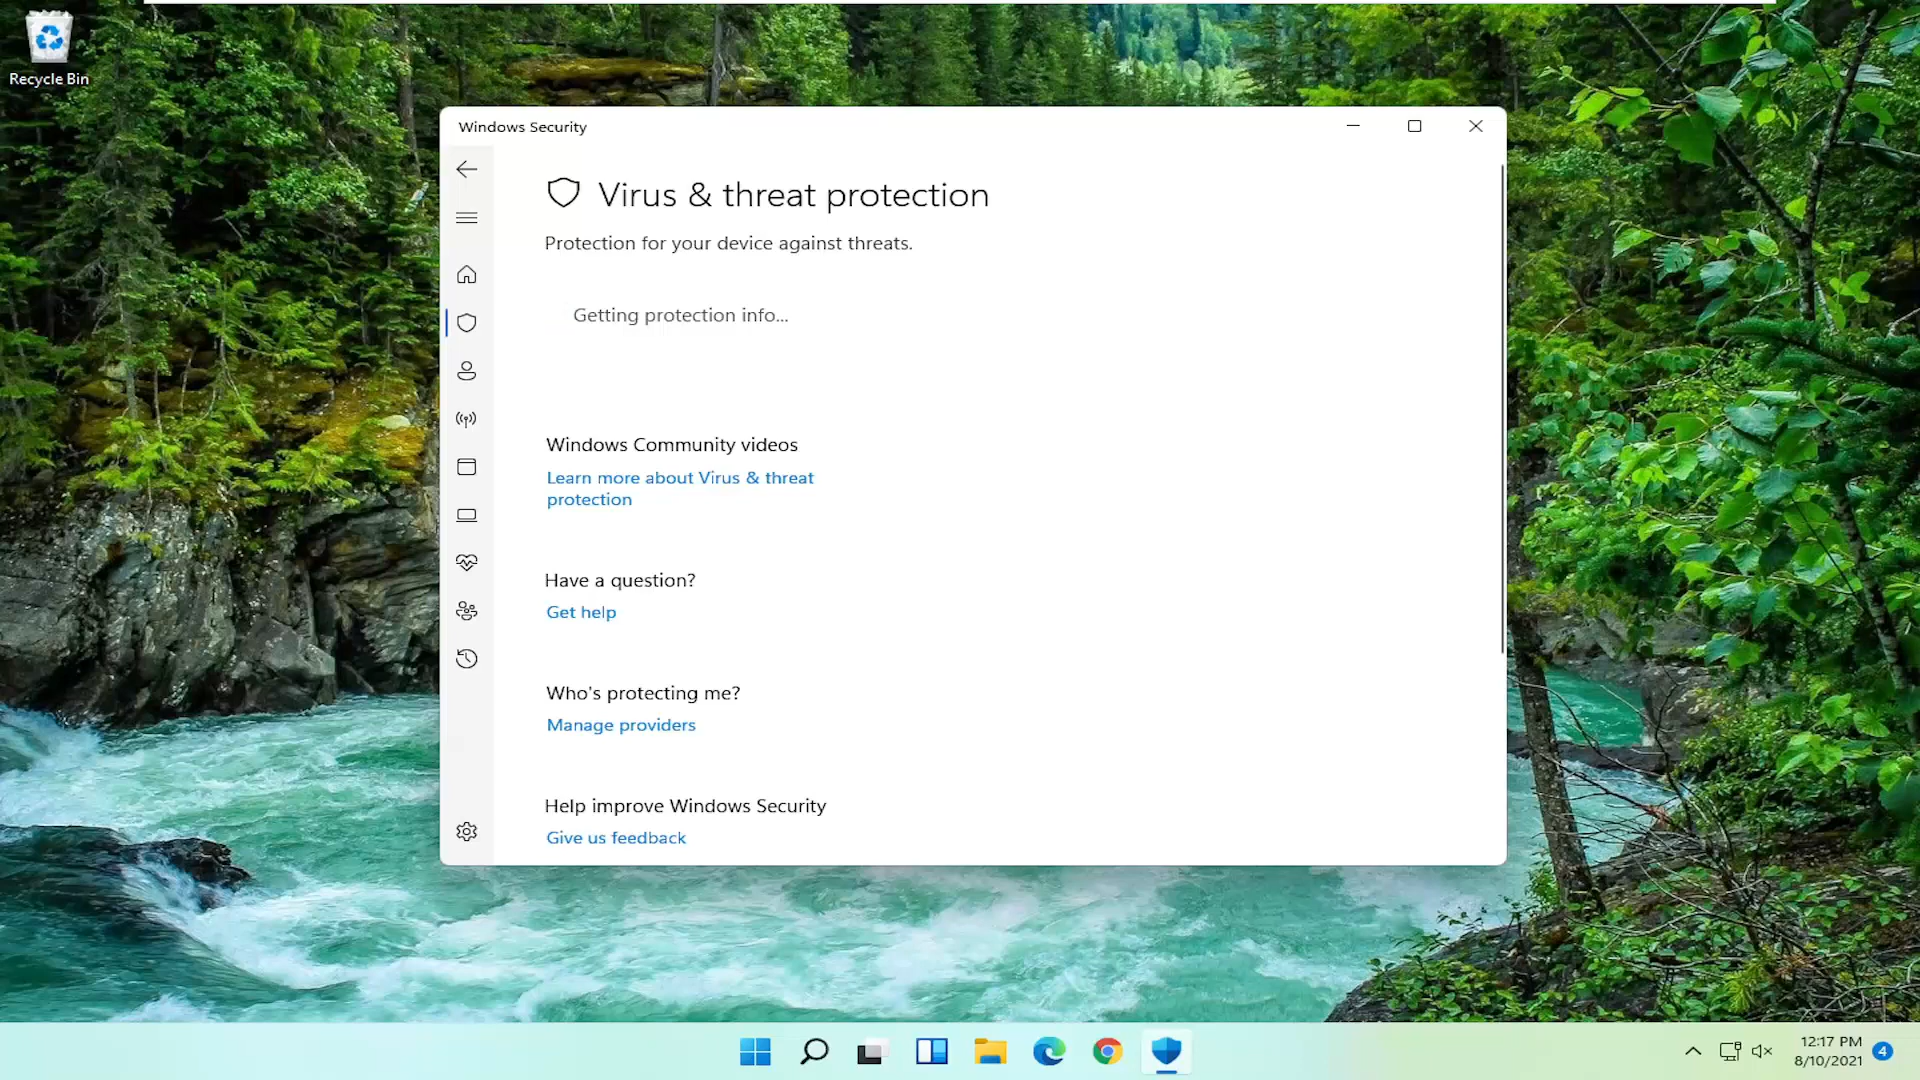 Recycle Bin
Windows Security
Virus & threat protection
Protection for your device against threats.
Getting protection info...
Windows Community videos
Learn more about Virus & threat
protection
Have a question?
Get help
Who's protecting me?
Manage providers
Help improve Windows Security
Give us feedback
12:17 PM
8/10/2021
4